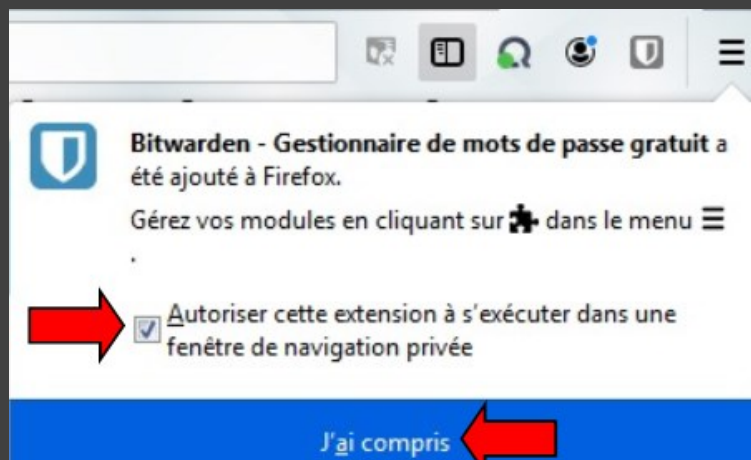 Bitwarden - Gestionnaire de mots de passe gratuit a
été ajouté à Firefox.
Gérez vos modules en cliquant sur dans le menu
.
Autoriser cette extension à s'exécuter dans une
fenêtre de navigation privée
J'ai compris